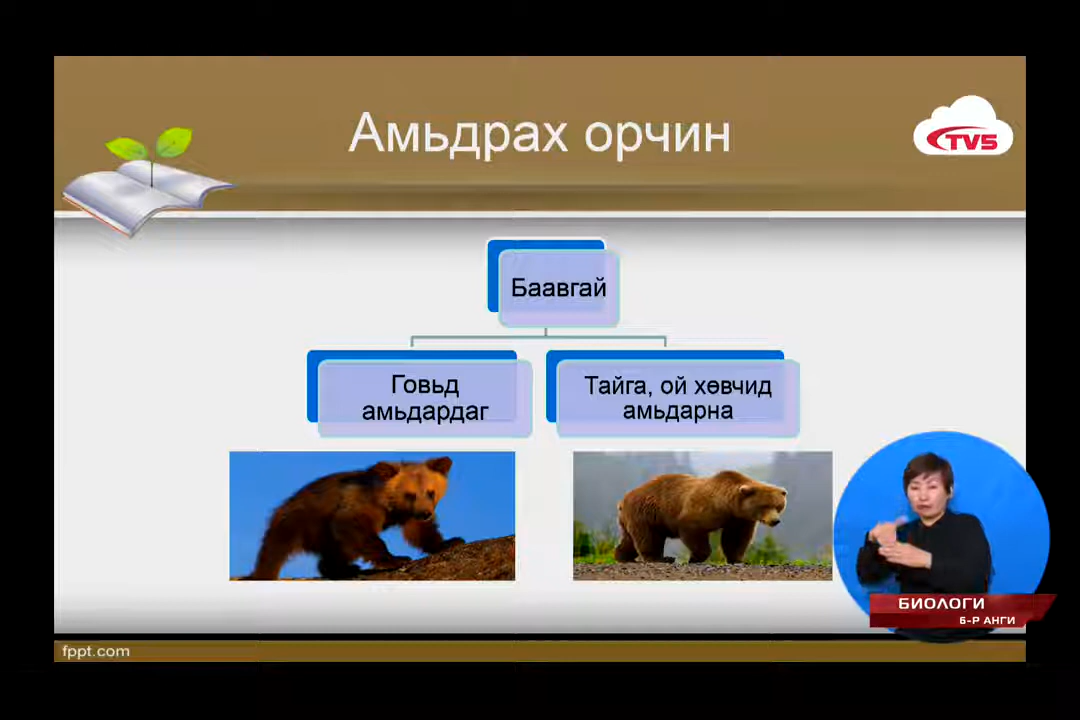 Амьдрах орчин
TV5
Баавгай
Говьд
амьдардаг
Тайга, ой хөвчид
амьдарна
БИОЛОГИ
6-Р АНГИ
fppt.com